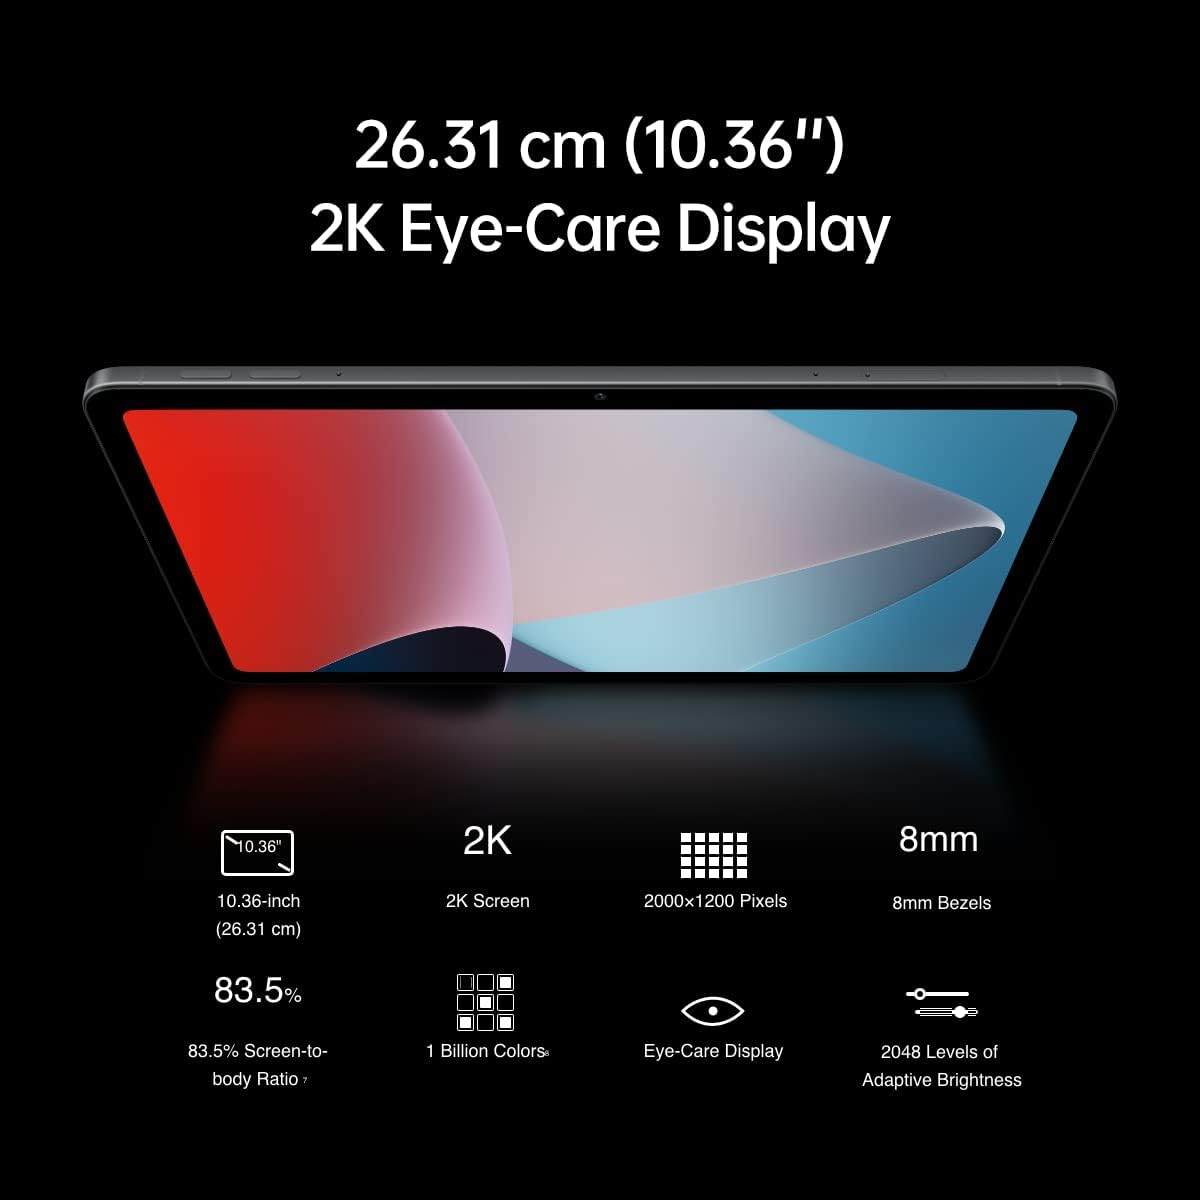 26.31 cm (10.36")
2K Eye-Care Display
10.36"
2K
8mm
10.36-inch
(26.31 cm)
2K Screen
2000×1200 Pixels
8mm Bezels
83.5%
83.5% Screen-to-
body Ratio 7
1 Billion Colors8
Eye-Care Display
2048 Levels of
Adaptive Brightness